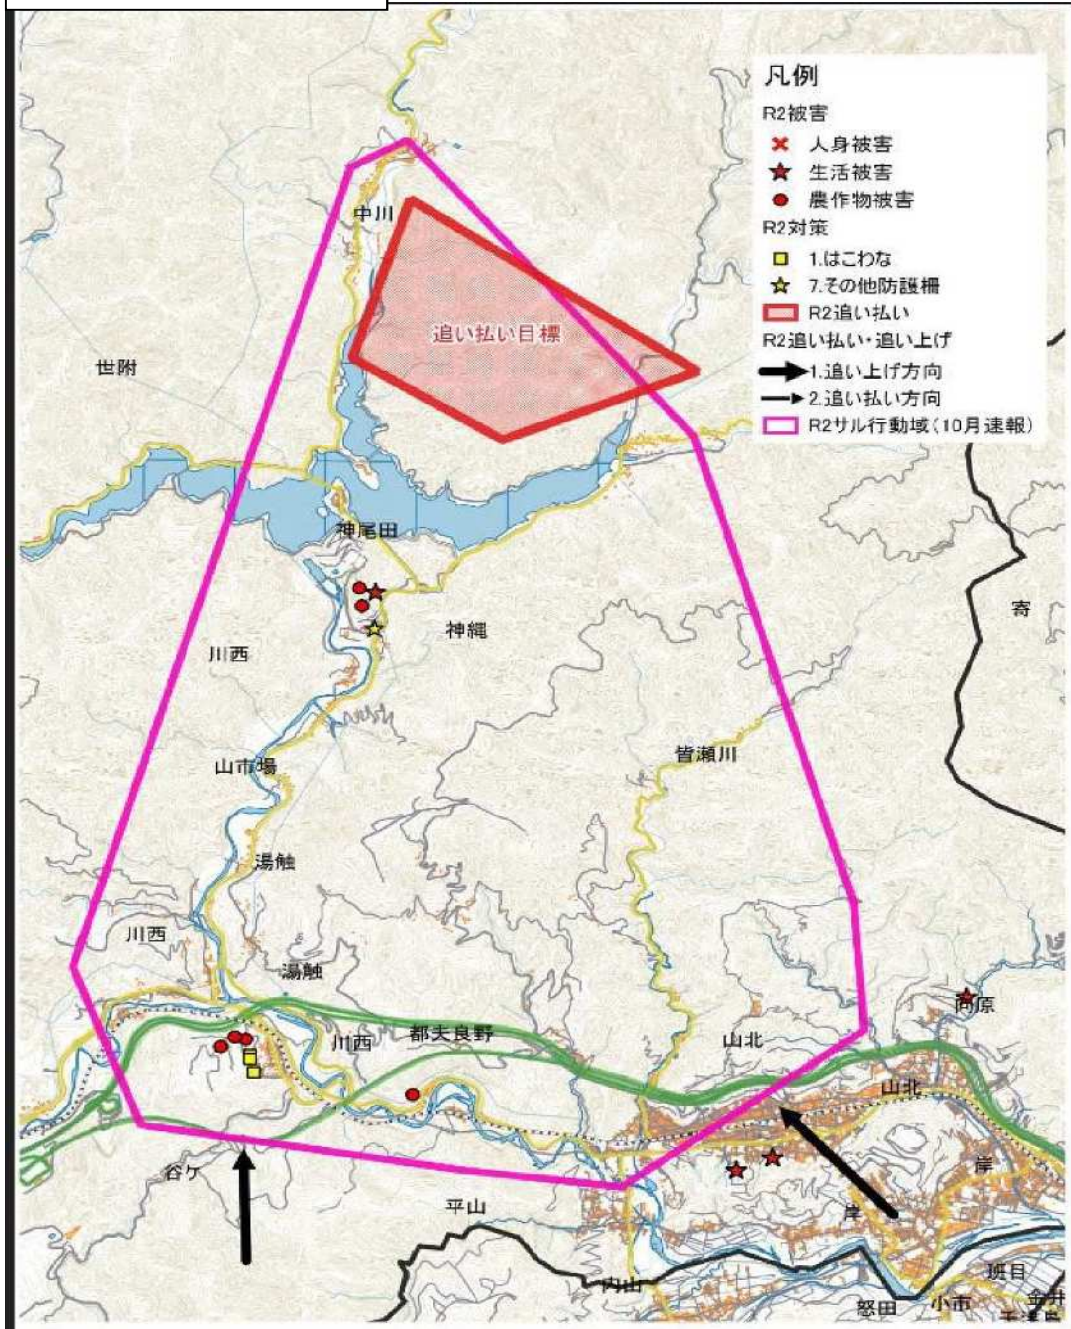 凡例
R2被害
人身被害
生活被害
農作物被害
R2対策
1.はこわな
7.その他防護柵
R2追い払い
R2追い払い・追い上げ
1.追い上げ方向
2.追い払い方向
R2サル行動域(10月速報)
中川
追い払い目標
世附
神尾田
寄
神縄
川西
皆瀬川
山市場
湯触
川西
湯触
向原
川西
都夫良野
山北
山北
谷ケ
岸
平山
岸
内山
班目
怒田
小市
金井